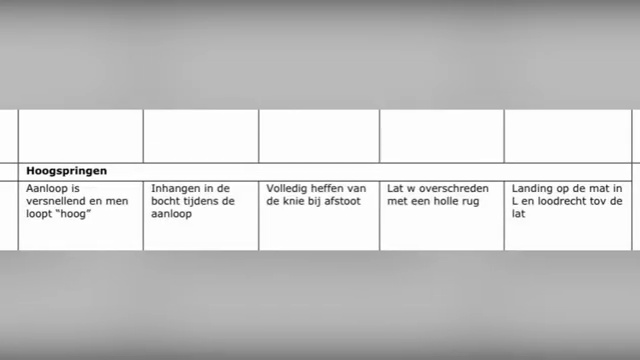 Hoogspringen
Aanloop is
versnellend en men
loopt “hoog”
Inhangen in de
bocht tijdens de
aanloop
Volledig heffen van
de knie bij afstoot
Lat w overschreden
met een holle rug
Landing op de mat in
L en loodrecht tov de
lat